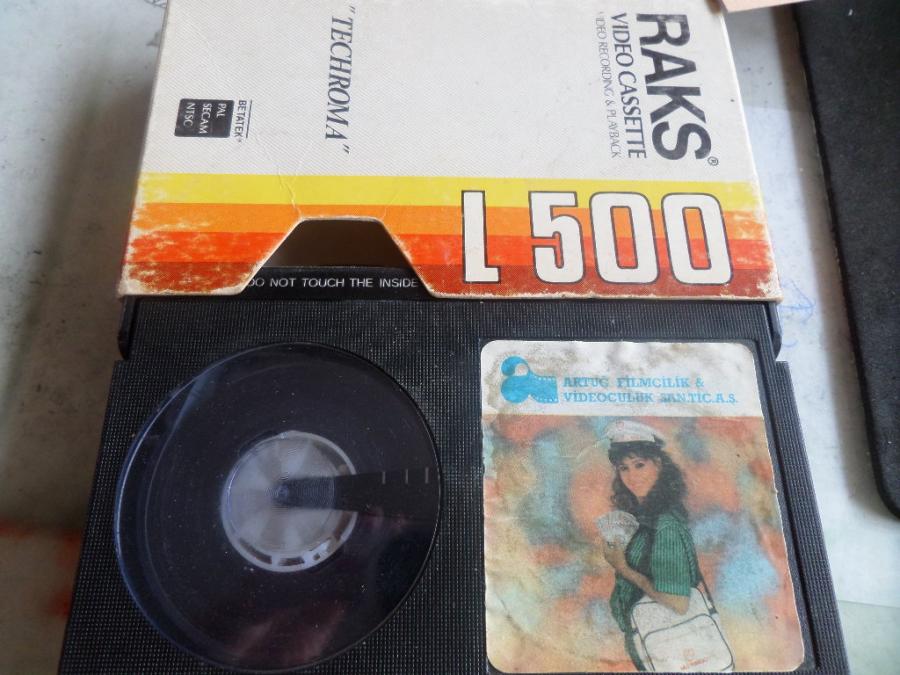 RAKS®
VIDEO CASSETTE
VIDEO RECORDING & PLAYBACK
"TECHROMA"
BETATEK®
PAL
SECAM
NTSC
L 500
DO NOT TOUCH THE INSIDE
ARTUÇ FİLMCİLİK &
VİDEOCULUK SAN.TİC.A.S.